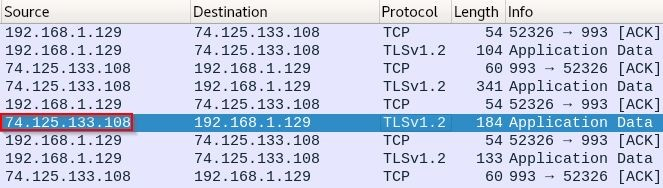 Source Destination Protocol Length Info
192.168.1.129 74.125.133.108 TCP 54 52326 → 993 [ACK]
192.168.1.129 74.125.133.108 TLSv1.2 104 Application Data
74.125.133.108 192.168.1.129 TCP 60 993 → 52326 [ACK]
74.125.133.108 192.168.1.129 TLSv1.2 341 Application Data
192.168.1.129 74.125.133.108 TCP 54 52326 → 993 [ACK]
74.125.133.108 192.168.1.129 TLSv1.2 184 Application Data
192.168.1.129 74.125.133.108 TCP 54 52326 → 993 [ACK]
192.168.1.129 74.125.133.108 TLSv1.2 133 Application Data
74.125.133.108 192.168.1.129 TCP 60 993 → 52326 [ACK]